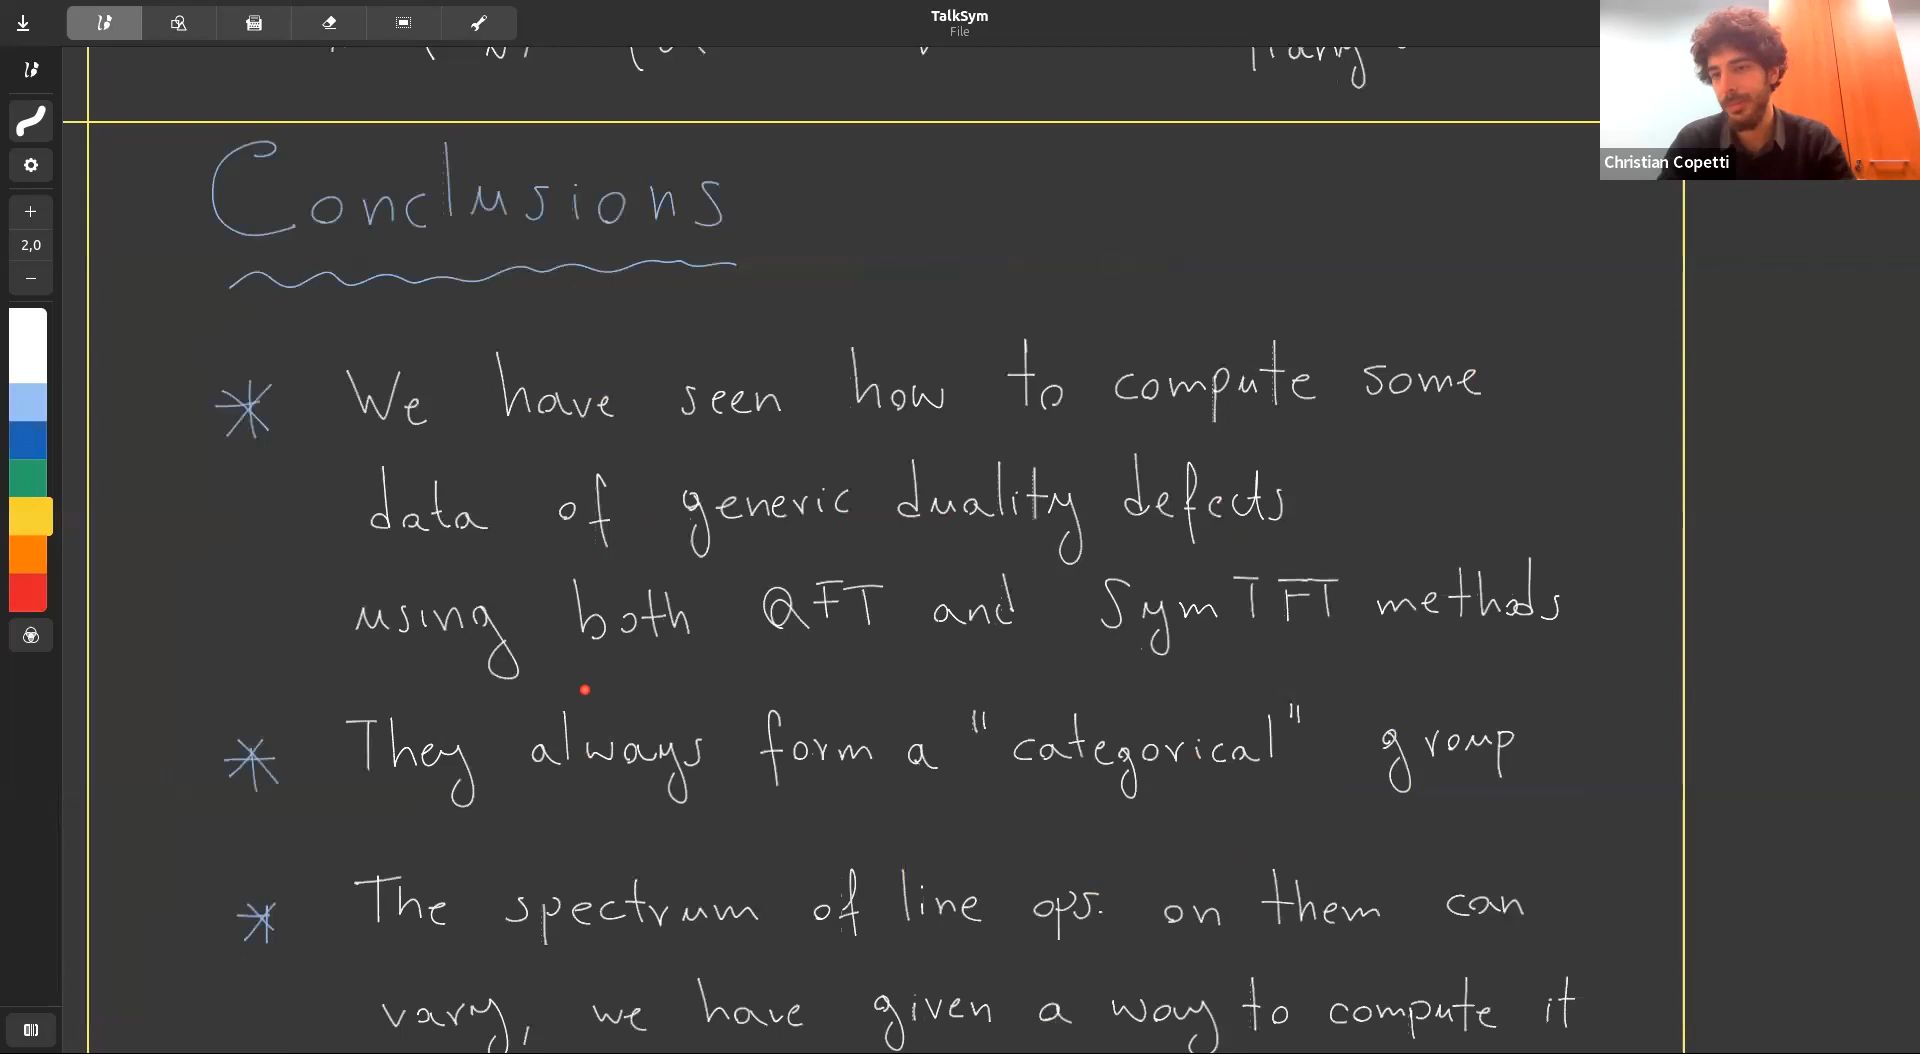 TalkSym
File
Christian Copetti
2,0
Conclusions
We have seen how to compute some
data of generic duality defects
using both QFT and SymTFT methods
They always form a "categorical" group
The spectrum of line ops. on them can
vary, we have given a way to compute it